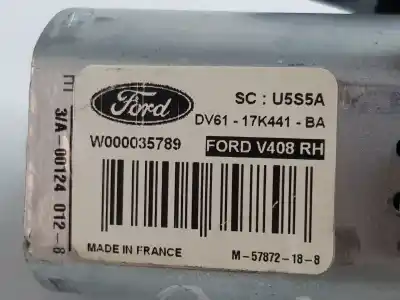 Ford
SC : U5S5A
DV61 - 17K441 - BA
W000035789
FORD V408 RH
MADE IN FRANCE
M - 57872 - 18 - 8
3/A - 00124 012 - 8